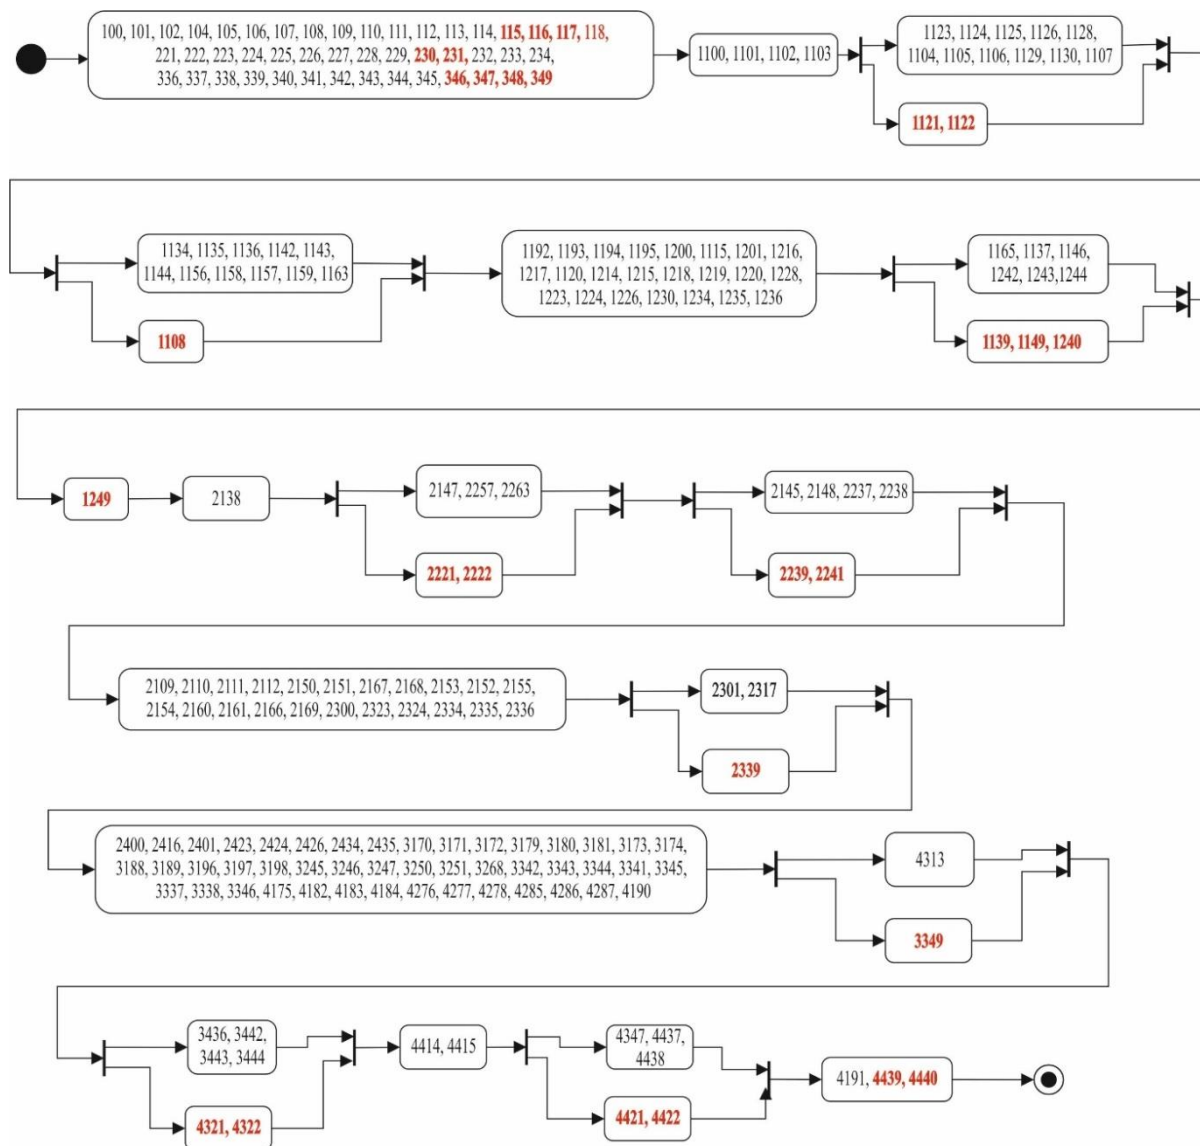 100, 101, 102, 104, 105, 106, 107, 108, 109, 110, 111, 112, 113, 114, 115, 116, 117, 118,
221, 222, 223, 224, 225, 226, 227, 228, 229, 230, 231, 232, 233, 234,
336, 337, 338, 339, 340, 341, 342, 343, 344, 345, 346, 347, 348, 349
1100, 1101, 1102, 1103
1123, 1124, 1125, 1126, 1128,
1104, 1105, 1106, 1129, 1130, 1107
1121, 1122
1134, 1135, 1136, 1142, 1143,
1144, 1156, 1158, 1157, 1159, 1163
1108
1192, 1193, 1194, 1195, 1200, 1115, 1201, 1216,
1217, 1120, 1214, 1215, 1218, 1219, 1220, 1228,
1223, 1224, 1226, 1230, 1234, 1235, 1236
1165, 1137, 1146,
1242, 1243,1244
1139, 1149, 1240
1249
2138
2147, 2257, 2263
2221, 2222
2145, 2148, 2237, 2238
2239, 2241
2109, 2110, 2111, 2112, 2150, 2151, 2167, 2168, 2153, 2152, 2155,
2154, 2160, 2161, 2166, 2169, 2300, 2323, 2324, 2334, 2335, 2336
2301, 2317
2339
2400, 2416, 2401, 2423, 2424, 2426, 2434, 2435, 3170, 3171, 3172, 3179, 3180, 3181, 3173, 3174,
3188, 3189, 3196, 3197, 3198, 3245, 3246, 3247, 3250, 3251, 3268, 3342, 3343, 3344, 3341, 3345,
3337, 3338, 3346, 4175, 4182, 4183, 4184, 4276, 4277, 4278, 4285, 4286, 4287, 4190
4313
3349
3436, 3442,
3443, 3444
4321, 4322
4414, 4415
4347, 4437,
4438
4421, 4422
4191, 4439, 4440